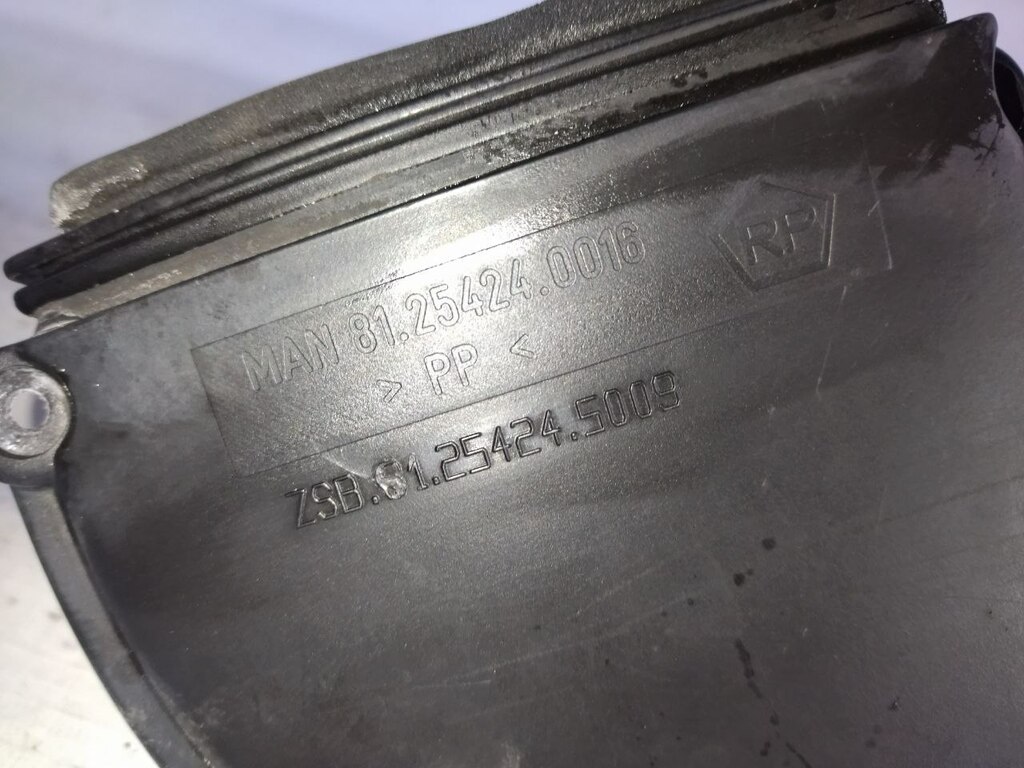 MAN 81.25424.0016
> PP <
RP
ZSB.81.25424.5009